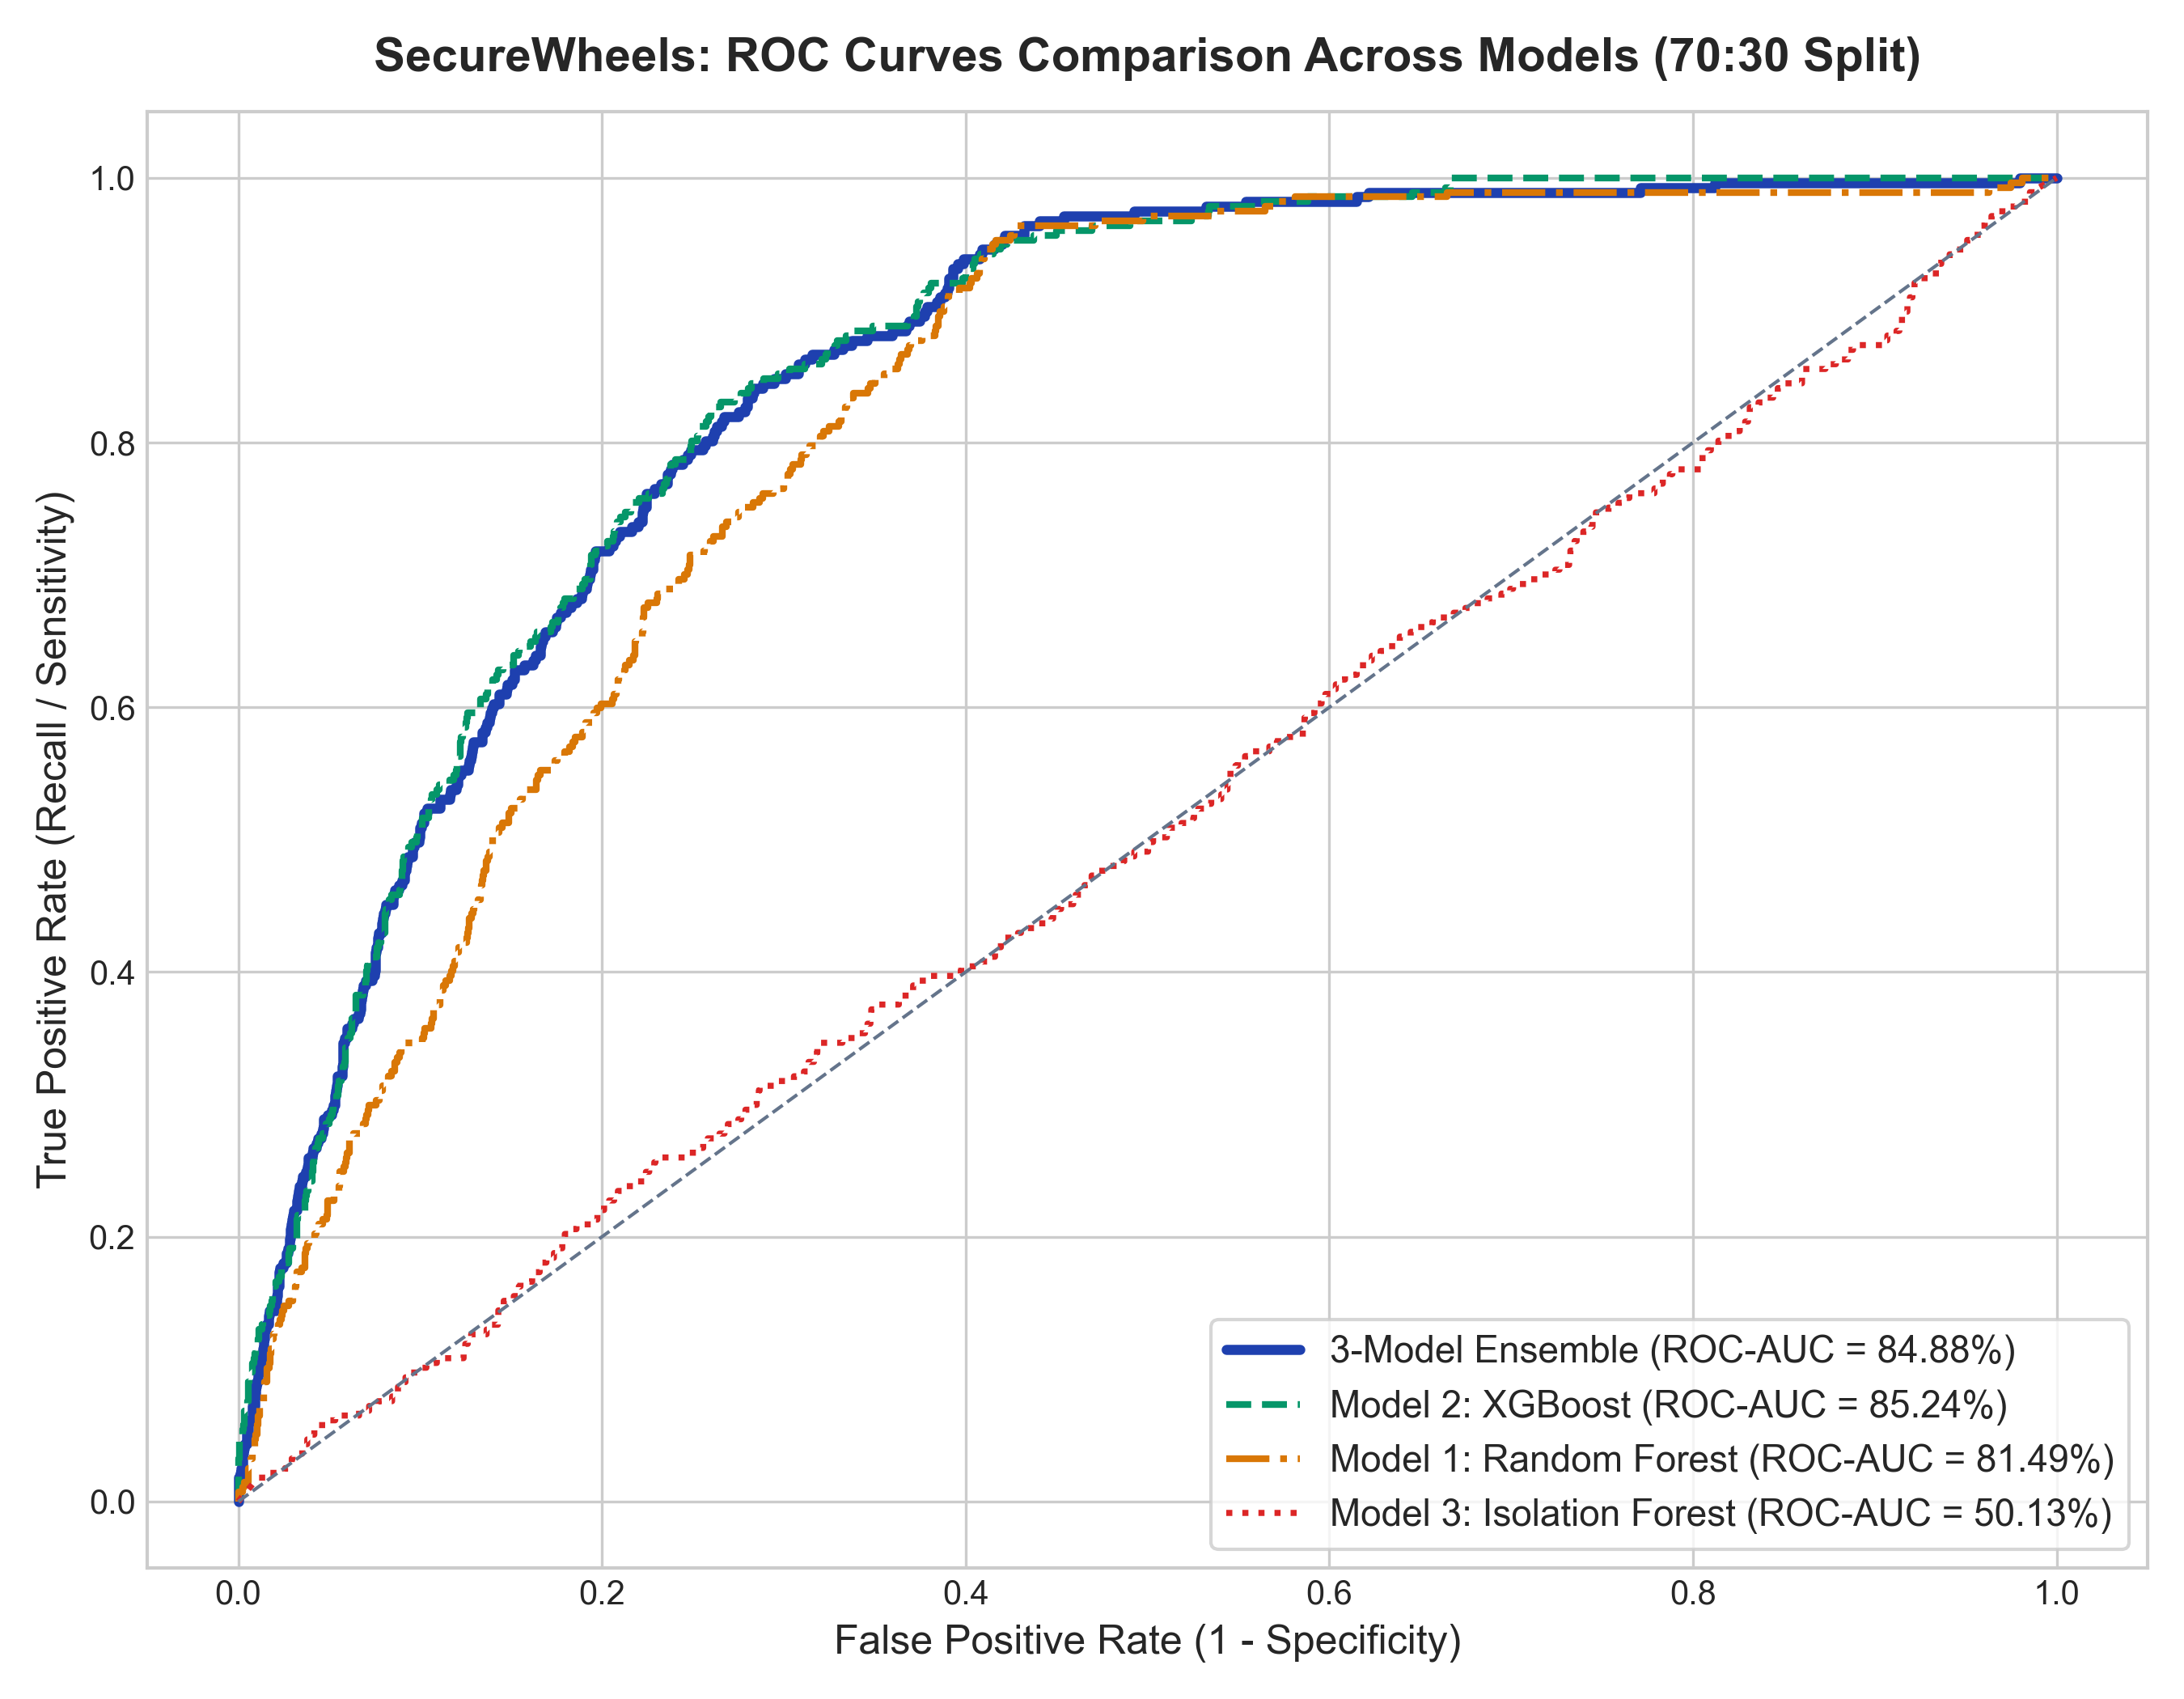 SecureWheels: ROC Curves Comparison Across Models (70:30 Split)
True Positive Rate (Recall / Sensitivity)
1.0
0.8
0.6
0.4
0.2
0.0
3-Model Ensemble (ROC-AUC = 84.88%)
Model 2: XGBoost (ROC-AUC = 85.24%)
Model 1: Random Forest (ROC-AUC = 81.49%)
Model 3: Isolation Forest (ROC-AUC = 50.13%)
0.0 0.2 0.4 0.6 0.8 1.0
False Positive Rate (1 - Specificity)